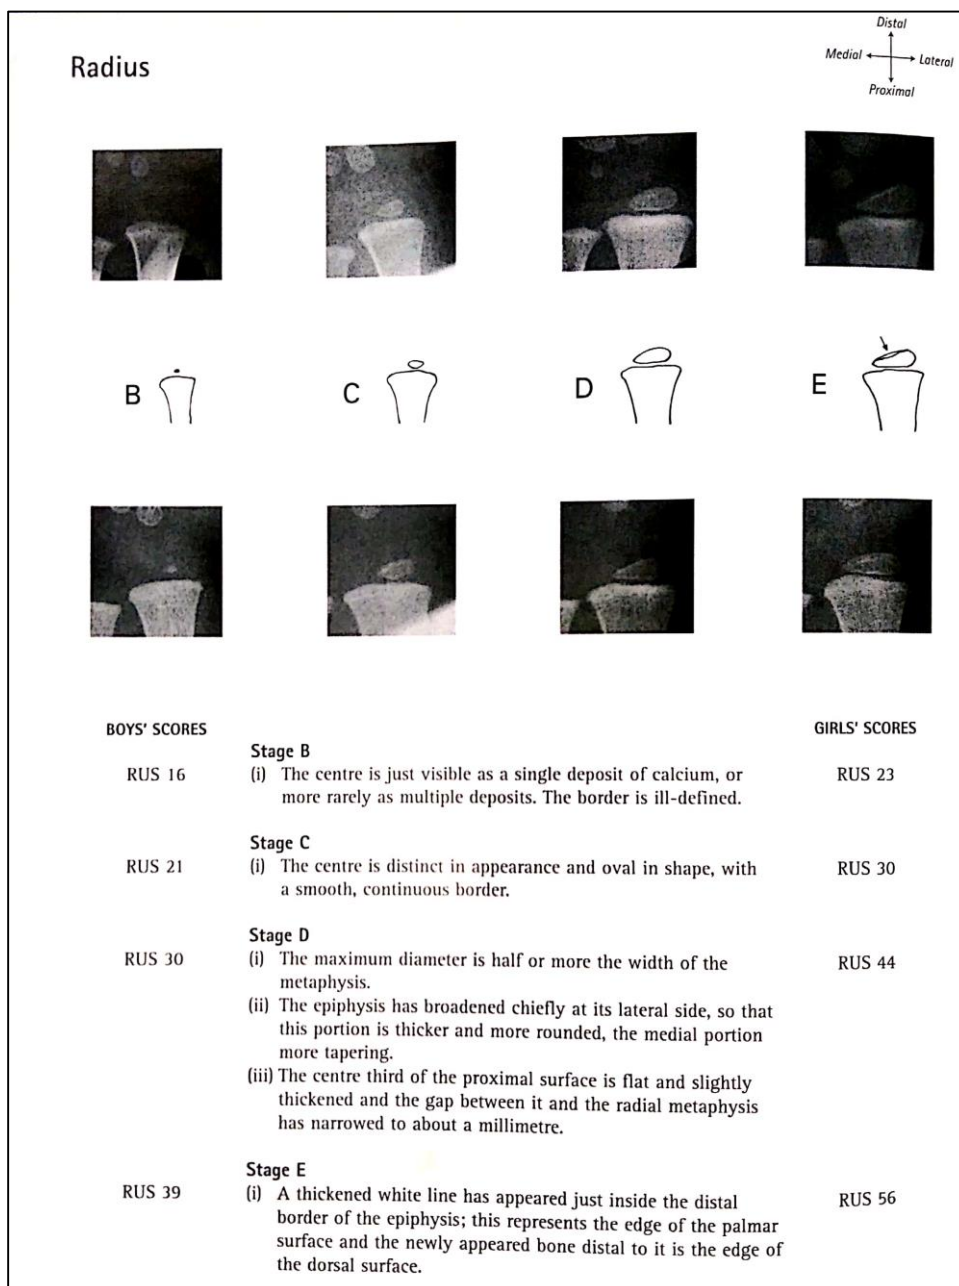 Distal
Radius
Medial
Lateral
Proximal
B
C
D
E
BOYS' SCORES
GIRLS' SCORES
Stage B
RUS 16
(i) The centre is just visible as a single deposit of calcium, or
RUS 23
more rarely as multiple deposits. The border is ill-defined.
Stage C
RUS 21
(i) The centre is distinct in appearance and oval in shape, with
RUS 30
a smooth, continuous border.
Stage D
RUS 30
(i) The maximum diameter is half or more the width of the
RUS 44
metaphysis.
(ii) The epiphysis has broadened chiefly at its lateral side, so that
this portion is thicker and more rounded, the medial portion
more tapering.
(iii) The centre third of the proximal surface is flat and slightly
thickened and the gap between it and the radial metaphysis
has narrowed to about a millimetre.
Stage E
RUS 39
(i) A thickened white line has appeared just inside the distal
RUS 56
border of the epiphysis; this represents the edge of the palmar
surface and the newly appeared bone distal to it is the edge of
the dorsal surface.